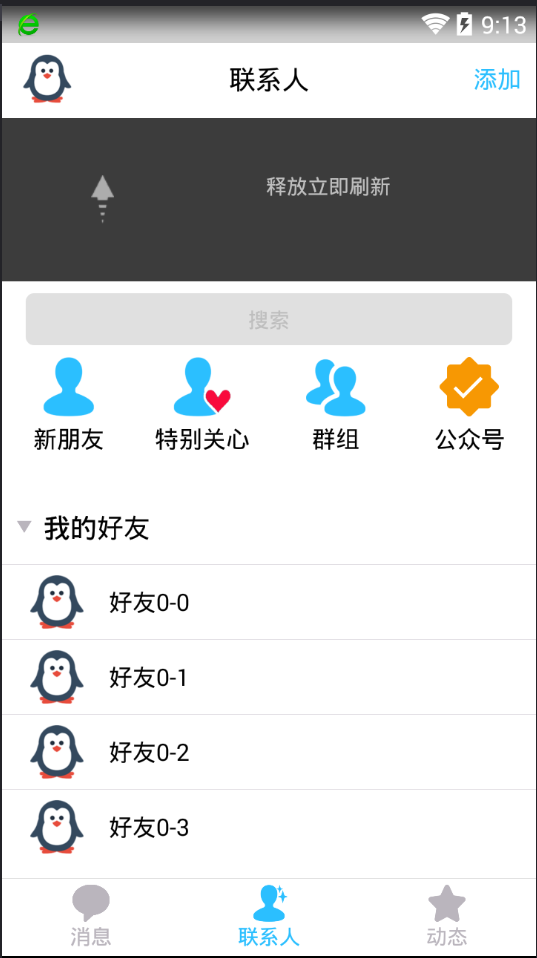 9:13
联系人
添加
释放立即刷新
搜索
新朋友 特别关心 群组 公众号
我的好友
好友0-0
好友0-1
好友0-2
好友0-3
消息 联系人 动态